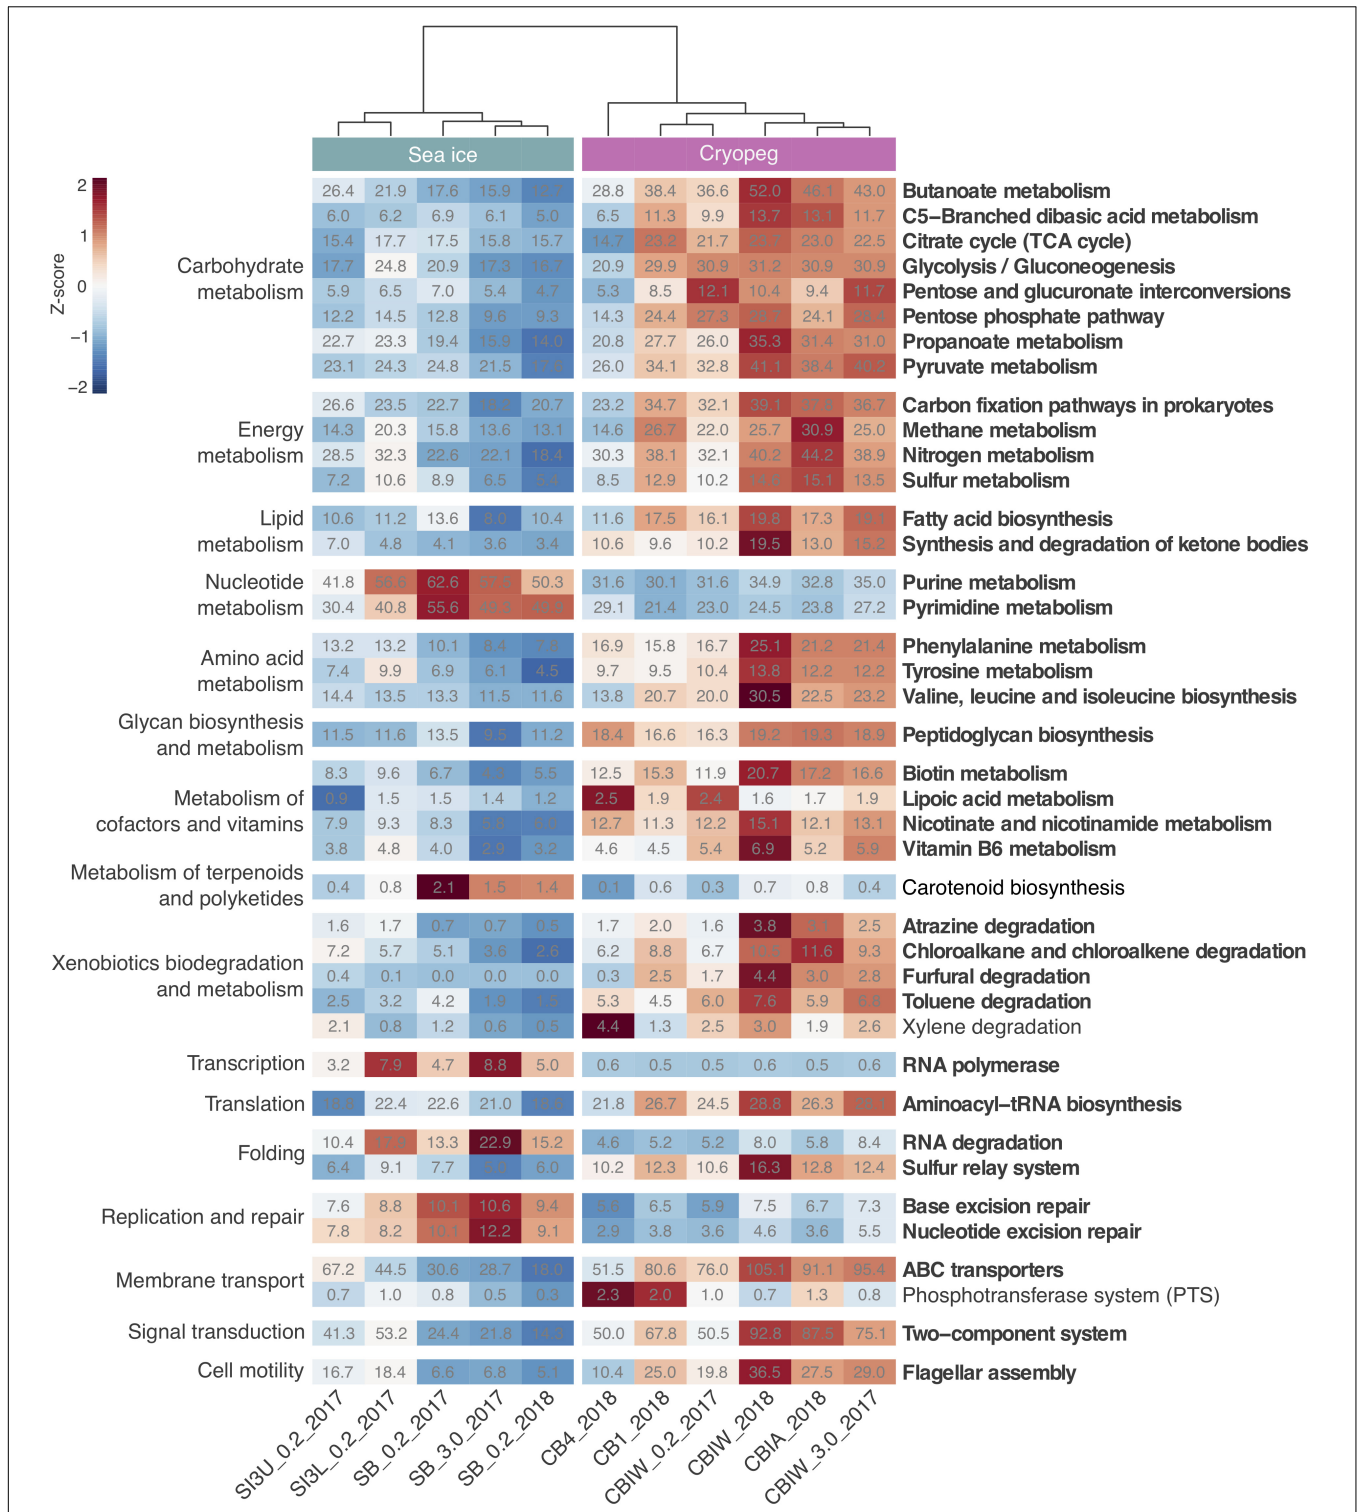 Sea ice
Cryopeg
Z-score
2
1
0
−1
−2
Carbohydrate
metabolism
26.4 21.9 17.6 15.9 28.8 38.4 36.6 52.0 46.1 43.0 Butanoate metabolism
6.0 6.2 6.9 6.1 5.0 6.5 11.3 9.9 13.7 13.1 11.7 C5−Branched dibasic acid metabolism
15.4 17.7 17.5 15.8 15.7 14.7 23.2 21.7 23.0 22.5 Citrate cycle (TCA cycle)
17.7 24.8 20.9 17.3 16.7 20.9 29.9 30.9 31.2 30.9 30.9 Glycolysis / Gluconeogenesis
5.9 6.5 7.0 5.4 4.7 5.3 8.5 12.1 10.4 9.4 11.7 Pentose and glucuronate interconversions
12.2 14.5 12.8 9.6 9.3 14.3 24.4 27.3 24.1 28.4 Pentose phosphate pathway
22.7 23.3 19.4 15.9 14.0 20.8 27.7 26.0 35.3 31.4 31.0 Propanoate metabolism
23.1 24.3 24.8 21.5 26.0 34.1 32.8 41.1 38.4 40.2 Pyruvate metabolism
Energy
metabolism
26.6 23.5 22.7 20.7 23.2 34.7 32.1 39.1 36.7 Carbon fixation pathways in prokaryotes
14.3 20.3 15.8 13.6 13.1 14.6 26.7 22.0 25.7 30.9 25.0 Methane metabolism
28.5 32.3 22.6 22.1 18.4 30.3 38.1 32.1 40.2 44.2 38.9 Nitrogen metabolism
7.2 10.6 8.9 6.5 5.4 8.5 12.9 10.2 15.1 13.5 Sulfur metabolism
Lipid
metabolism
10.6 11.2 13.6 8.0 10.4 11.6 17.5 16.1 19.8 17.3 Fatty acid biosynthesis
7.0 4.8 4.1 3.6 3.4 10.6 9.6 10.2 19.5 13.0 15.2 Synthesis and degradation of ketone bodies
Nucleotide
metabolism
41.8 62.6 50.3 31.6 30.1 31.6 34.9 32.8 35.0 Purine metabolism
30.4 40.8 55.6 29.1 21.4 23.0 24.5 23.8 27.2 Pyrimidine metabolism
Amino acid
metabolism
13.2 13.2 10.1 8.4 16.9 15.8 16.7 25.1 21.2 21.4 Phenylalanine metabolism
7.4 9.9 6.9 6.1 4.5 9.7 9.5 10.4 13.8 12.2 12.2 Tyrosine metabolism
14.4 13.5 13.3 11.5 11.6 13.8 20.7 20.0 30.5 22.5 23.2 Valine, leucine and isoleucine biosynthesis
Glycan biosynthesis
and metabolism
11.5 11.6 13.5 9.5 11.2 18.4 16.6 16.3 19.2 19.3 18.9 Peptidoglycan biosynthesis
Metabolism of
cofactors and vitamins
8.3 9.6 6.7 5.5 12.5 15.3 11.9 20.7 17.2 16.6 Biotin metabolism
0.9 1.5 1.5 1.4 1.2 2.5 1.9 2.4 1.6 1.7 1.9 Lipoic acid metabolism
7.9 9.3 8.3 12.7 11.3 12.2 15.1 12.1 13.1 Nicotinate and nicotinamide metabolism
3.8 4.8 4.0 2.9 3.2 4.6 4.5 5.4 6.9 5.2 5.9 Vitamin B6 metabolism
Metabolism of terpenoids
and polyketides
0.4 0.8 2.1 1.5 1.4 0.1 0.6 0.3 0.7 0.8 0.4 Carotenoid biosynthesis
Xenobiotics biodegradation
and metabolism
1.6 1.7 0.7 0.7 0.5 1.7 2.0 1.6 3.8 2.5 Atrazine degradation
7.2 5.7 5.1 3.6 2.6 6.2 8.8 6.7 11.6 9.3 Chloroalkane and chloroalkene degradation
0.4 0.1 0.0 0.0 0.0 0.3 2.5 1.7 4.4 3.0 2.8 Furfural degradation
2.5 3.2 4.2 1.9 5.3 4.5 6.0 7.6 5.9 6.8 Toluene degradation
2.1 0.8 1.2 0.6 0.5 4.4 1.3 2.5 3.0 1.9 2.6 Xylene degradation
Transcription
3.2 7.9 4.7 8.8 5.0 0.6 0.5 0.5 0.6 0.5 0.6 RNA polymerase
Translation
22.4 22.6 21.0 21.8 26.7 24.5 28.8 26.3 Aminoacyl−tRNA biosynthesis
Folding
10.4 13.3 22.9 15.2 4.6 5.2 5.2 8.0 5.8 8.4 RNA degradation
6.4 9.1 7.7 6.0 10.2 12.3 10.6 16.3 12.8 12.4 Sulfur relay system
Replication and repair
7.6 8.8 10.1 10.6 9.4 6.5 5.9 7.5 6.7 7.3 Base excision repair
7.8 8.2 10.1 12.2 9.1 2.9 3.8 3.6 4.6 3.6 5.5 Nucleotide excision repair
Membrane transport
67.2 44.5 30.6 28.7 18.0 51.5 80.6 76.0 105.1 91.1 95.4 ABC transporters
0.7 1.0 0.8 0.5 0.3 2.3 2.0 1.0 0.7 1.3 0.8 Phosphotransferase system (PTS)
Signal transduction
41.3 53.2 24.4 21.8 50.0 67.8 50.5 92.8 87.5 75.1 Two−component system
Cell motility
16.7 18.4 6.6 6.8 5.1 10.4 25.0 19.8 36.5 27.5 29.0 Flagellar assembly
SI3U_0.2_2017
SI3L_0.2_2017
SB_0.2_2017
SB_3.0_2017
SB_0.2_2018
CB4_2018
CB1_2018
CBIW_0.2_2017
CBIW_2018
CBIA_2018
CBIW_3.0_2017